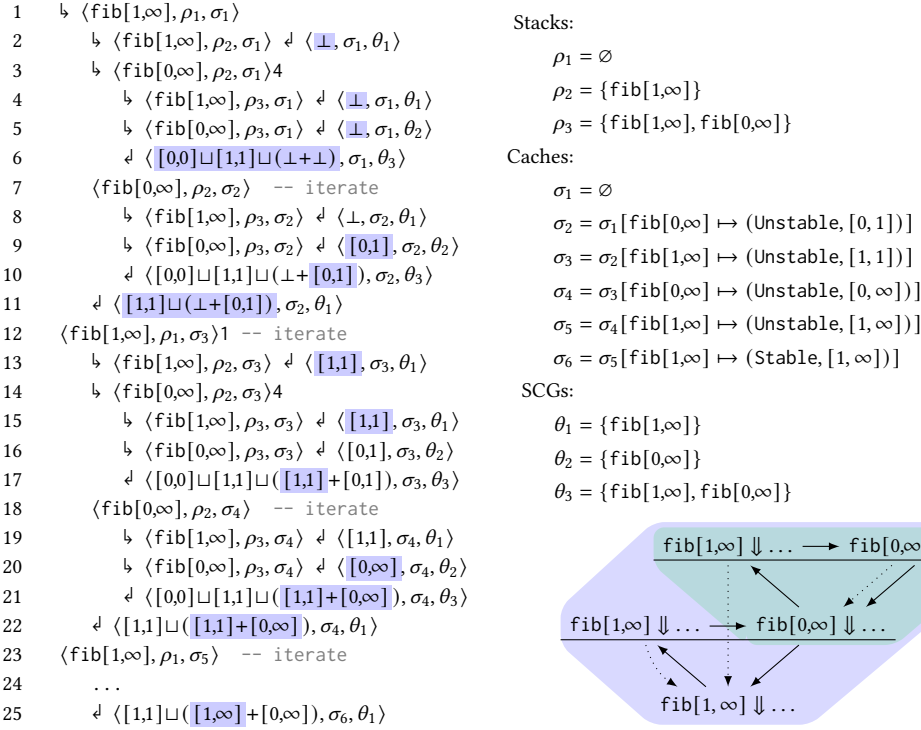 1 ↳ ⟨fib[1,∞], ρ₁, σ₁⟩
2 ↳ ⟨fib[1,∞], ρ₂, σ₁⟩ ↲ ⟨⊥, σ₁, θ₁⟩
3 ↳ ⟨fib[0,∞], ρ₂, σ₁⟩4
4 ↳ ⟨fib[1,∞], ρ₃, σ₁⟩ ↲ ⟨⊥, σ₁, θ₁⟩
5 ↳ ⟨fib[0,∞], ρ₃, σ₁⟩ ↲ ⟨⊥, σ₁, θ₂⟩
6 ↲ ⟨[0,0]⊔[1,1]⊔(⊥+⊥), σ₁, θ₃⟩
7 ⟨fib[0,∞], ρ₂, σ₂⟩ -- iterate
8 ↳ ⟨fib[1,∞], ρ₃, σ₂⟩ ↲ ⟨⊥, σ₂, θ₁⟩
9 ↳ ⟨fib[0,∞], ρ₃, σ₂⟩ ↲ ⟨[0,1], σ₂, θ₂⟩
10 ↲ ⟨[0,0]⊔[1,1]⊔(⊥+[0,1]), σ₂, θ₃⟩
11 ↲ ⟨[1,1]⊔(⊥+[0,1]), σ₂, θ₁⟩
12 ⟨fib[1,∞], ρ₁, σ₃⟩1 -- iterate
13 ↳ ⟨fib[1,∞], ρ₂, σ₃⟩ ↲ ⟨[1,1], σ₃, θ₁⟩
14 ↳ ⟨fib[0,∞], ρ₂, σ₃⟩4
15 ↳ ⟨fib[1,∞], ρ₃, σ₃⟩ ↲ ⟨[1,1], σ₃, θ₁⟩
16 ↳ ⟨fib[0,∞], ρ₃, σ₃⟩ ↲ ⟨[0,1], σ₃, θ₂⟩
17 ↲ ⟨[0,0]⊔[1,1]⊔([1,1]+[0,1]), σ₃, θ₃⟩
18 ⟨fib[0,∞], ρ₂, σ₄⟩ -- iterate
19 ↳ ⟨fib[1,∞], ρ₃, σ₄⟩ ↲ ⟨[1,1], σ₄, θ₁⟩
20 ↳ ⟨fib[0,∞], ρ₃, σ₄⟩ ↲ ⟨[0,∞], σ₄, θ₂⟩
21 ↲ ⟨[0,0]⊔[1,1]⊔([1,1]+[0,∞]), σ₄, θ₃⟩
22 ↲ ⟨[1,1]⊔([1,1]+[0,∞]), σ₄, θ₁⟩
23 ⟨fib[1,∞], ρ₁, σ₅⟩ -- iterate
24 ...
25 ↲ ⟨[1,1]⊔([1,∞]+[0,∞]), σ₆, θ₁⟩
Stacks:
ρ₁ = ∅
ρ₂ = {fib[1,∞]}
ρ₃ = {fib[1,∞], fib[0,∞]}
Caches:
σ₁ = ∅
σ₂ = σ₁[fib[0,∞] ↦ (Unstable, [0, 1])]
σ₃ = σ₂[fib[1,∞] ↦ (Unstable, [1, 1])]
σ₄ = σ₃[fib[0,∞] ↦ (Unstable, [0, ∞])]
σ₅ = σ₄[fib[1,∞] ↦ (Unstable, [1, ∞])]
σ₆ = σ₅[fib[1,∞] ↦ (Stable, [1, ∞])]
SCGs:
θ₁ = {fib[1,∞]}
θ₂ = {fib[0,∞]}
θ₃ = {fib[1,∞], fib[0,∞]}
fib[1,∞] ⇓ ... fib[0,∞
fib[1,∞] ⇓ ... fib[0,∞] ⇓ ...
fib[1, ∞] ⇓ ...